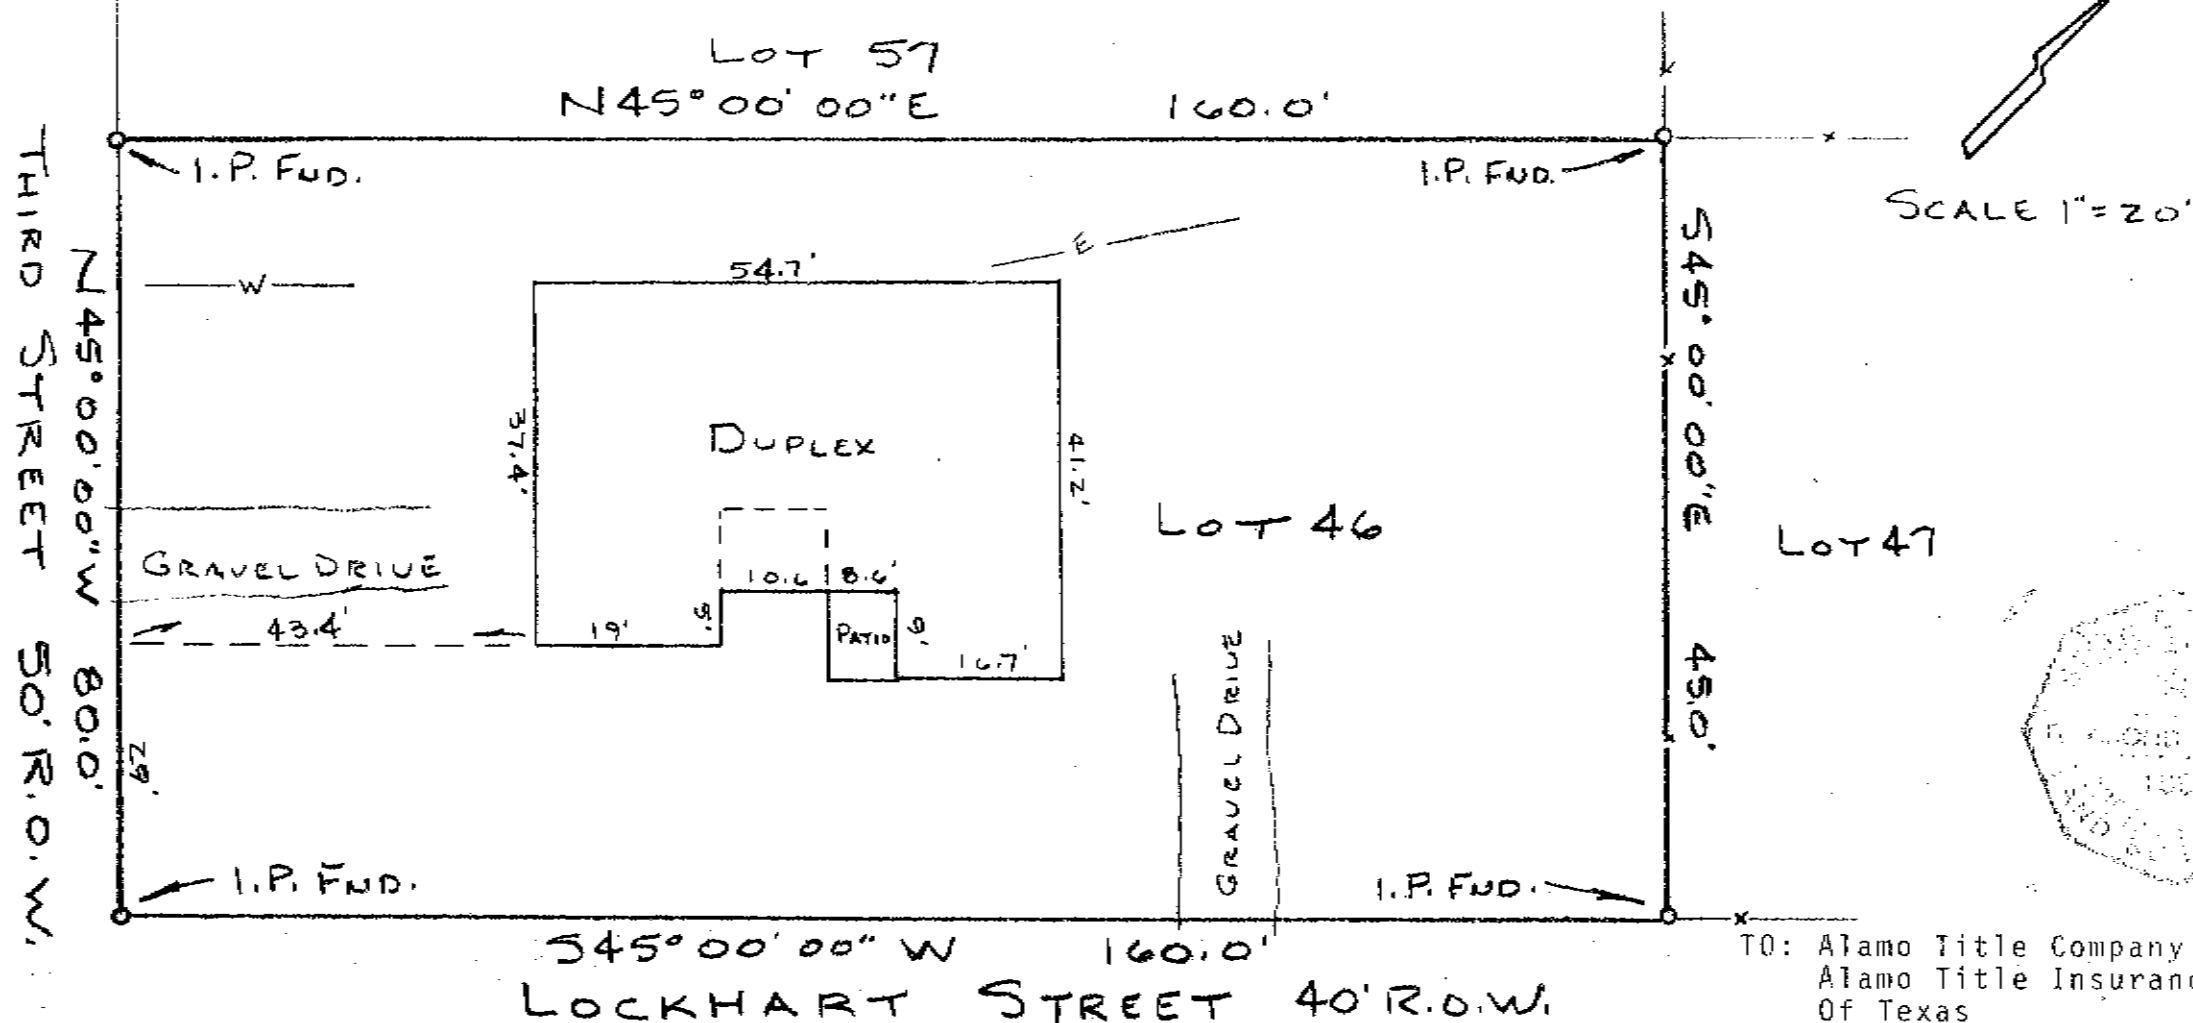 LOT 57
N45°00'00"E 160.0'
I.P. FND.
I.P. FND.
SCALE 1"=20'
THIRD STREET 50' R.O.W.
N45°00'00"W 80.0'
S45°00'00"E 45.0'
W
E
54.7'
37.4'
DUPLEX
41.2'
LOT 46
LOT 47
GRAVEL DRIVE
10.6 8.6'
43.4'
19'
5'
PATIO
9'
16.7'
GRAVEL DRIVE
29'
I.P. FND.
I.P. FND.
S45°00'00"W 160.0'
LOCKHART STREET 40' R.O.W.
TO: Alamo Title Company
Alamo Title Insuranc
Of Texas